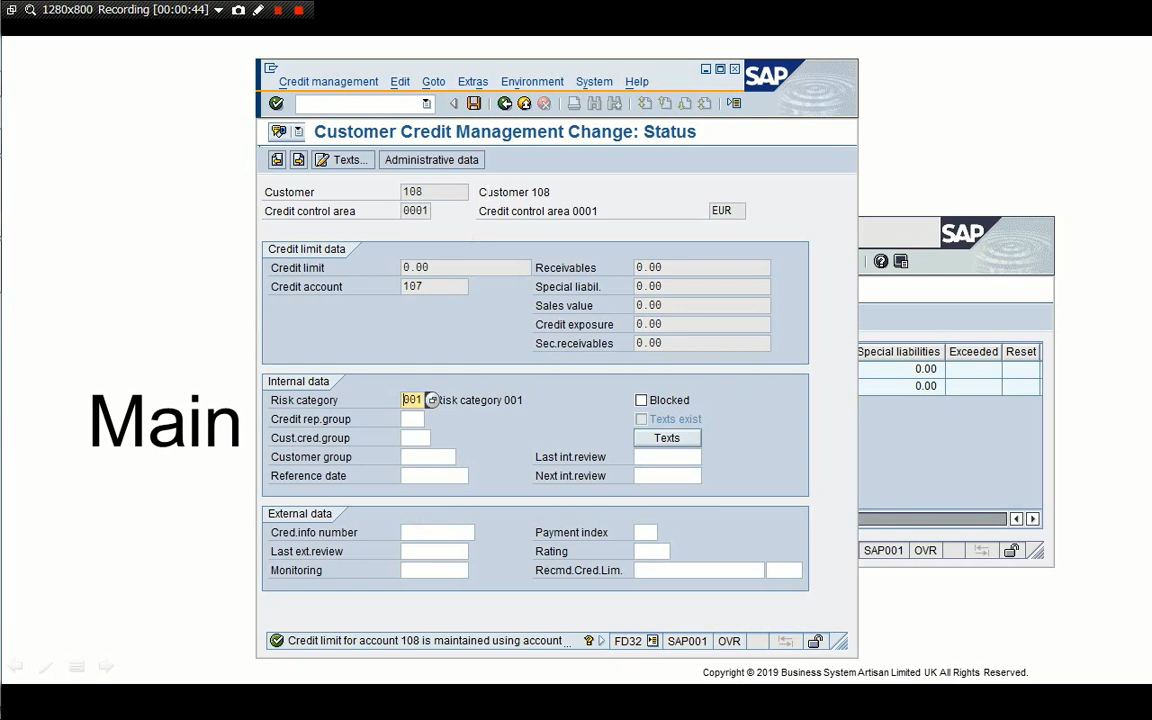 1280x800 Recording [00:00:44]
SAP
Credit management Edit Goto Extras Environment System Help
Customer Credit Management Change: Status
Texts... Administrative data
Customer 108 Customer 108
Credit control area 0001 Credit control area 0001 EUR
Credit limit data
Credit limit 0.00 Receivables 0.00
Credit account 107 Special liabil. 0.00
Sales value 0.00
Credit exposure 0.00
Sec.receivables 0.00
Internal data
Risk category 001 Risk category 001 Blocked
Credit rep.group Texts exist
Cust.cred.group Texts
Customer group Last int.review
Reference date Next int.review
External data
Cred.info number Payment index
Last ext.review Rating
Monitoring Recmd.Cred.Lim.
Credit limit for account 108 is maintained using account ... FD32 SAP001 OVR
Main
SAP
Special liabilities Exceeded Reset
0.00
0.00
SAP001 OVR
Copyright © 2019 Business System Artisan Limited UK All Rights Reserved.